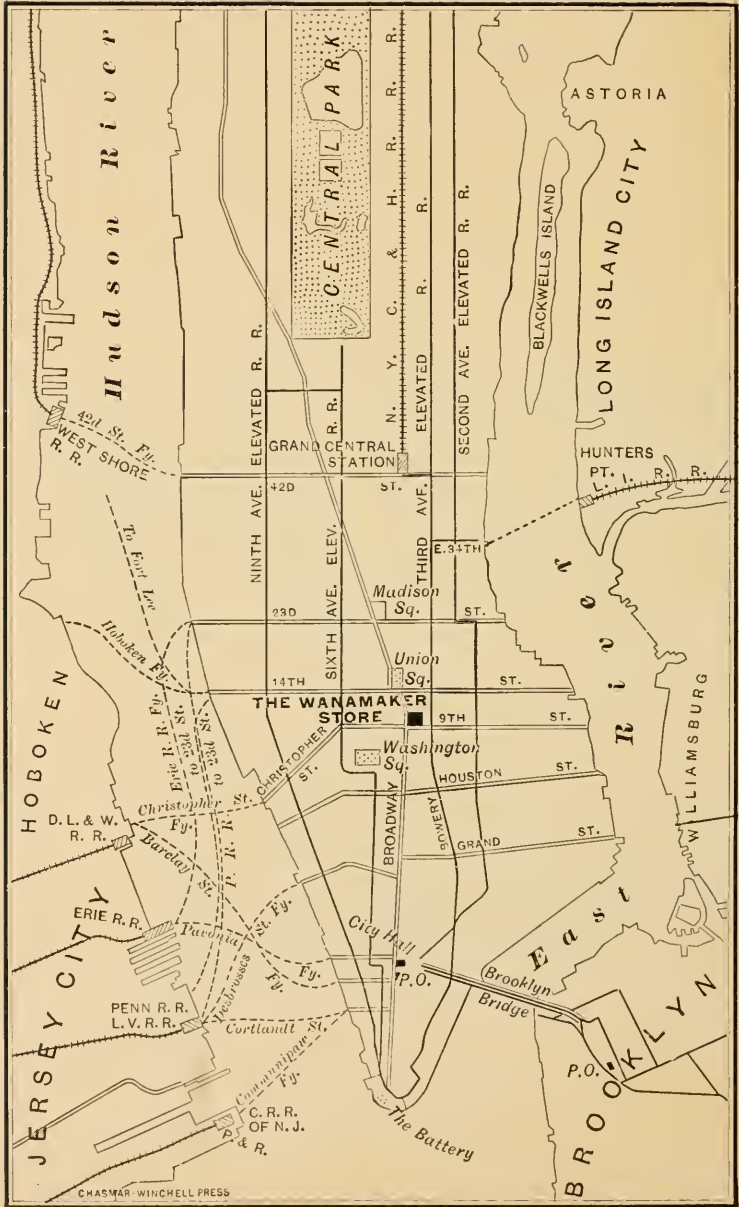 Hudson River
CENTRAL PARK
ASTORIA
BLACKWELLS ISLAND
LONG ISLAND CITY
N. Y. C. & H. R. R. R.
THIRD AVE. ELEVATED R. R.
SECOND AVE. ELEVATED R. R.
NINTH AVE. ELEVATED R. R.
SIXTH AVE. ELEV. R. R.
42d St. Fy.
WEST SHORE
R. R.
GRAND CENTRAL
STATION
42D ST.
HUNTERS
PT.
L. I. R. R.
E. 34TH
To Fort Lee
Madison
Sq.
23D ST.
Hoboken Fy.
Union
Sq.
14TH ST.
THE WANAMAKER
STORE
9TH ST.
Washington
Sq.
CHRISTOPHER
ST.
HOUSTON ST.
BROADWAY
BOWERY
GRAND ST.
East River
WILLIAMSBURG
HOBOKEN
Erie R. R. Fy.
to 23d St.
P. R. R.
to 23d St.
Christopher St.
Fy.
D. L. & W.
R. R.
Barclay St.
Fy.
ERIE R. R.
Pavonia
Fy.
Desbrosses St. Fy.
City Hall
P.O.
Brooklyn
Bridge
PENN R. R.
L. V. R. R.
Cortlandt St.
JERSEY CITY
Communipaw
Fy.
C. R. R.
OF N. J.
P. & R.
The Battery
P.O.
BROOKLYN
CHASMAR-WINCHELL PRESS